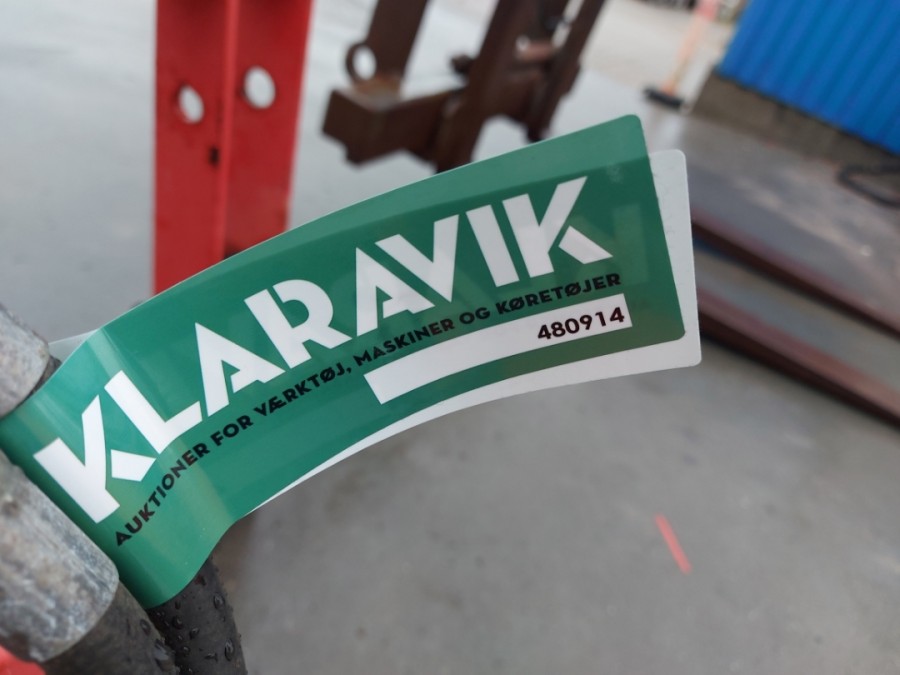 KLARAVIK
AUKTIONER FOR VÆRKTØJ, MASKINER OG KØRETØJER
480914